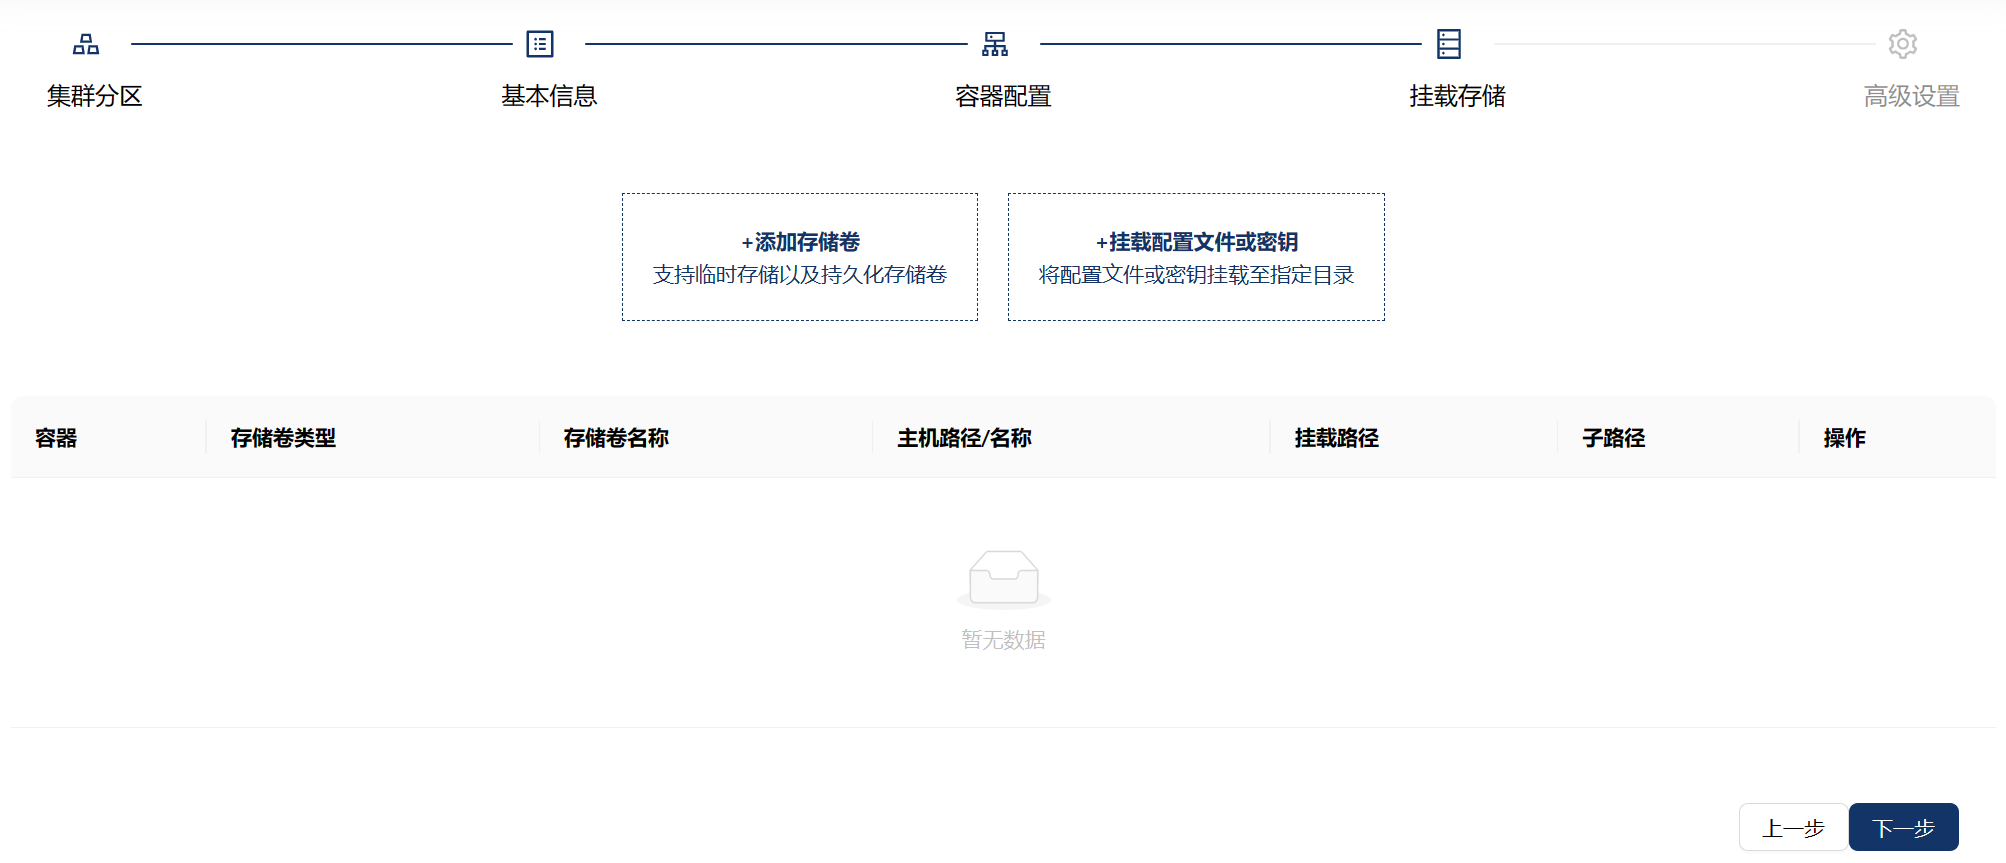 集群分区
基本信息
容器配置
挂载存储
高级设置
+添加存储卷
支持临时存储以及持久化存储卷
+挂载配置文件或密钥
将配置文件或密钥挂载至指定目录
容器 存储卷类型 存储卷名称 主机路径/名称 挂载路径 子路径 操作
暂无数据
上一步
下一步